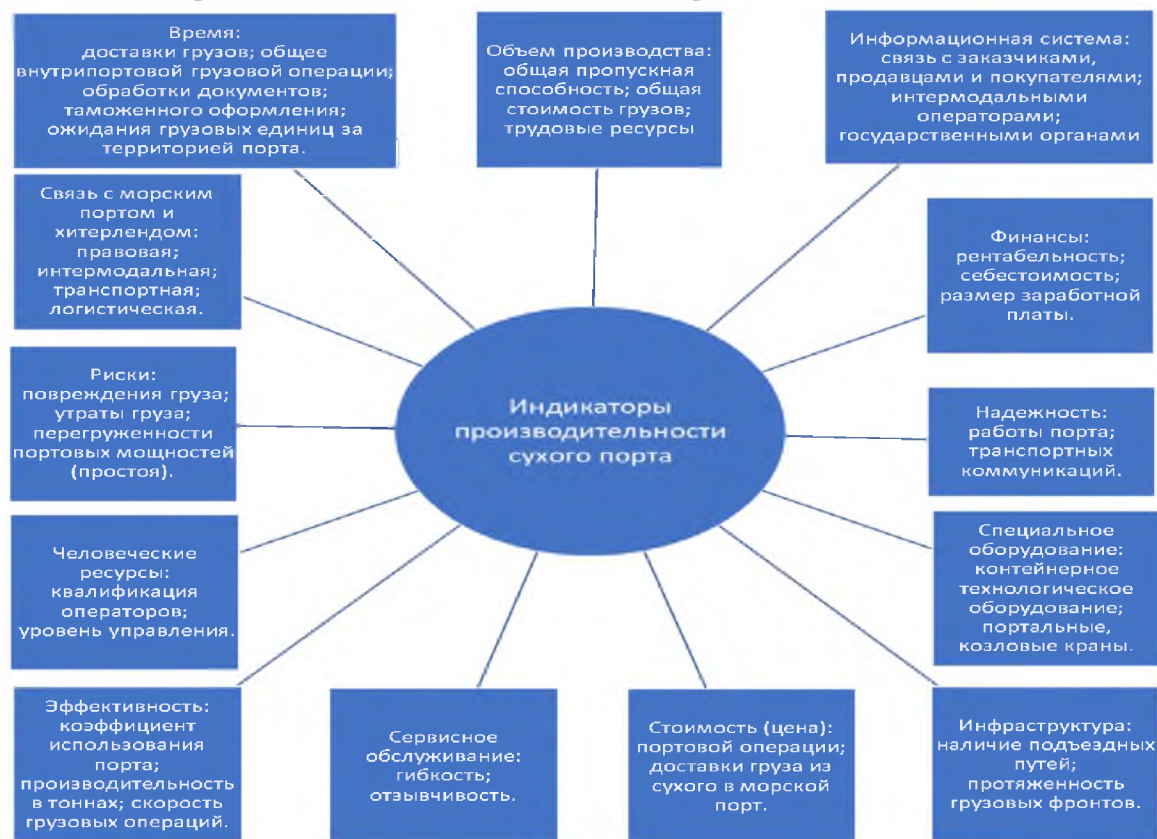 Время:
доставки грузов; общее
внутрипортовой грузовой операции;
обработки документов;
таможенного оформления;
ожидания грузовых единиц за
территорией порта.
Объем производства:
общая пропускная
способность; общая
стоимость грузов;
трудовые ресурсы
Информационная система:
связь с заказчиками,
продавцами и покупателями;
интермодальными
операторами;
государственными органами
Связь с морским
портом и
хитерлендом:
правовая;
интермодальная;
транспортная;
логистическая.
Финансы:
рентабельность;
себестоимость;
размер заработной
платы.
Риски:
повреждения груза;
утраты груза;
перегруженности
портовых мощностей
(простоя).
Индикаторы
производительности
сухого порта
Надежность:
работы порта;
транспортных
коммуникаций.
Человеческие
ресурсы:
квалификация
операторов;
уровень управления.
Специальное
оборудование:
контейнерное
технологическое
оборудование;
портальные,
козловые краны.
Эффективность:
коэффициент
использования
порта;
производительность
в тоннах; скорость
грузовых операций.
Сервисное
обслуживание:
гибкость;
отзывчивость.
Стоимость (цена):
портовой операции;
доставки груза из
сухого в морской
порт.
Инфраструктура:
наличие подъездных
путей;
протяженность
грузовых фронтов.